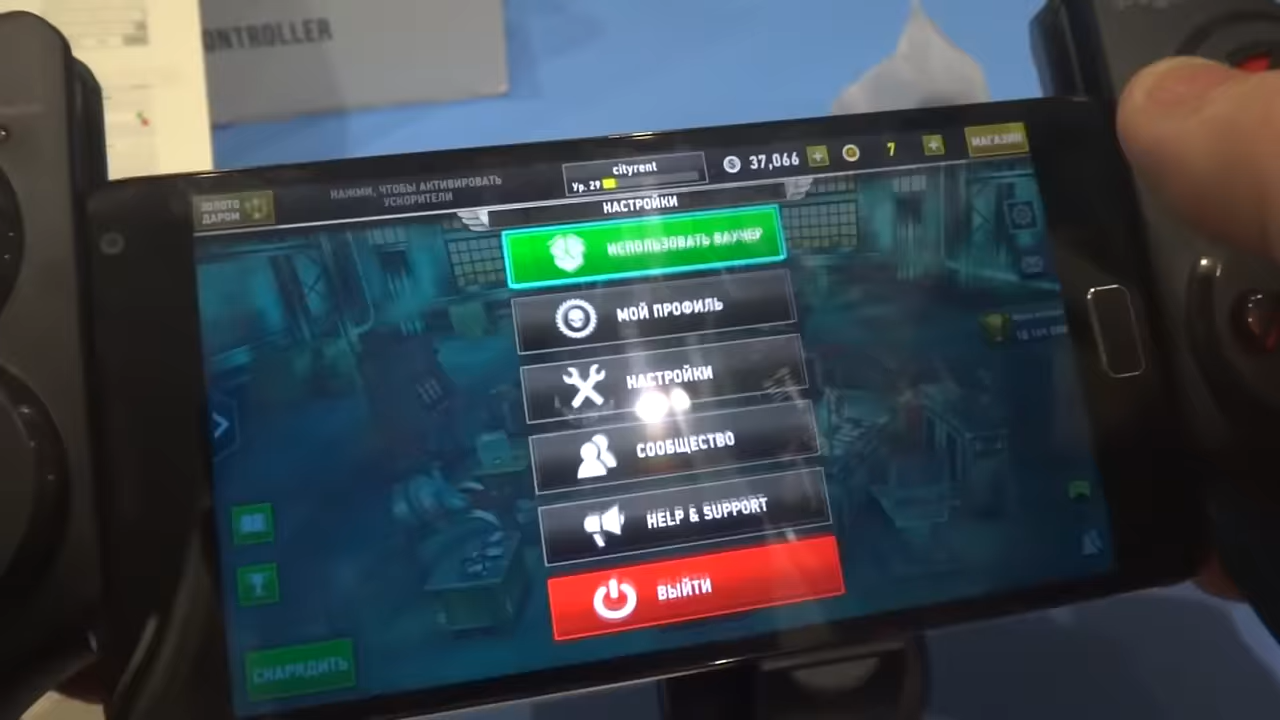 ONTROLLER
cityrent
Ур. 29
37,066
7
МАГАЗИН
ЗОЛОТО
ДАРОМ
НАЖМИ, ЧТОБЫ АКТИВИРОВАТЬ
УСКОРИТЕЛИ
НАСТРОЙКИ
ИСПОЛЬЗОВАТЬ ВАУЧЕР
МОЙ ПРОФИЛЬ
НАСТРОЙКИ
СООБЩЕСТВО
HELP & SUPPORT
ВЫЙТИ
СНАРЯДИТЬ